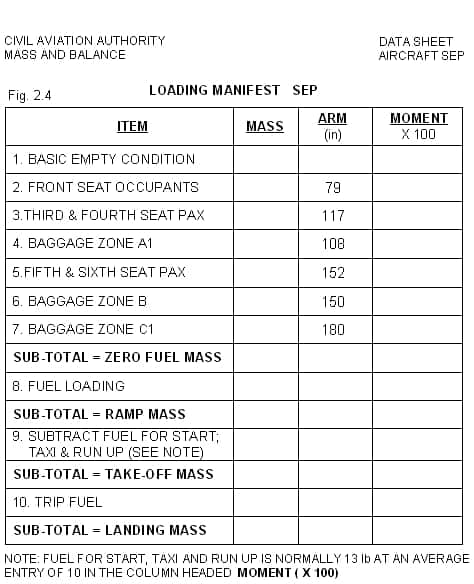 CIVIL AVIATION AUTHORITY
MASS AND BALANCE
DATA SHEET
AIRCRAFT SEP
Fig. 2.4
LOADING MANIFEST SEP
ITEM MASS ARM (in) MOMENT X 100
1. BASIC EMPTY CONDITION
2. FRONT SEAT OCCUPANTS 79
3.THIRD & FOURTH SEAT PAX 117
4. BAGGAGE ZONE A1 108
5.FIFTH & SIXTH SEAT PAX 152
6. BAGGAGE ZONE B 150
7. BAGGAGE ZONE C1 180
SUB-TOTAL = ZERO FUEL MASS
8. FUEL LOADING
SUB-TOTAL = RAMP MASS
9. SUBTRACT FUEL FOR START;
TAXI & RUN UP (SEE NOTE)
SUB-TOTAL = TAKE-OFF MASS
10. TRIP FUEL
SUB-TOTAL = LANDING MASS
NOTE: FUEL FOR START, TAXI AND RUN UP IS NORMALLY 13 lb AT AN AVERAGE
ENTRY OF 10 IN THE COLUMN HEADED MOMENT ( X 100)